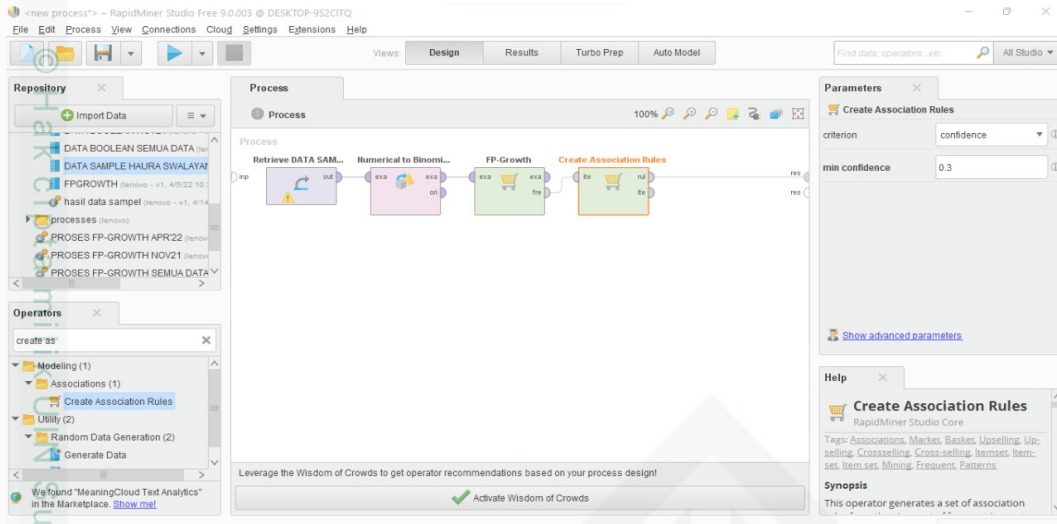 <new process*> – RapidMiner Studio Free 9.0.003 @ DESKTOP-9S2CITQ
File Edit Process View Connections Cloud Settings Extensions Help
Views: Design Results Turbo Prep Auto Model
Find data, operators...etc
All Studio
Repository
Import Data
DATA BOOLEAN SEMUA DATA
DATA SAMPLE HAURA SWALAYAN
FPGROWTH (lenovo - v1, 4/5/22 10:
hasil data sampel (lenovo - v1, 4/14
processes (lenovo)
PROSES FP-GROWTH APR'22 (lenov
PROSES FP-GROWTH NOV21 (lenov
PROSES FP-GROWTH SEMUA DATA
Operators
create as
Modeling (1)
Associations (1)
Create Association Rules
Utility (2)
Random Data Generation (2)
Generate Data
We found "MeaningCloud Text Analytics"
in the Marketplace. Show me!
Process
Process
100%
Process
Retrieve DATA SAM... Numerical to Binomi... FP-Growth Create Association Rules
inp out exa exa exa exa ite rul res
ori fre ite res
Leverage the Wisdom of Crowds to get operator recommendations based on your process design!
Activate Wisdom of Crowds
Parameters
Create Association Rules
criterion confidence
min confidence 0.3
Show advanced parameters
Help
Create Association Rules
RapidMiner Studio Core
Tags: Associations, Market, Basket, Upselling, Up-
selling, Crossselling, Cross-selling, Itemset, Item-
set, Item set, Mining, Frequent, Patterns
Synopsis
This operator generates a set of association
© Hak cipta milik UIN Su